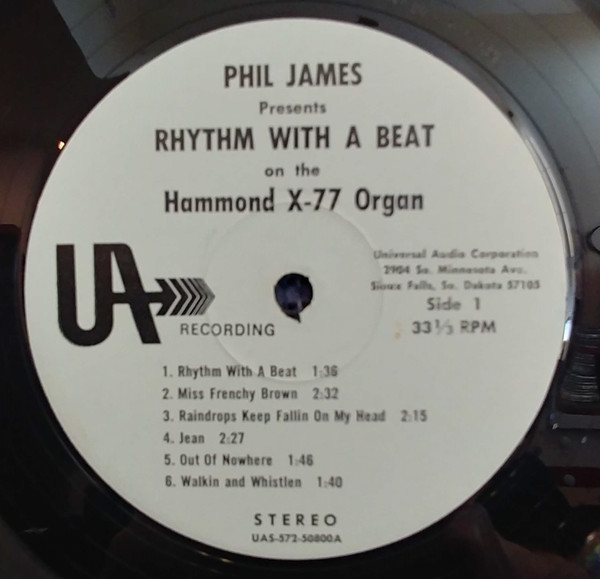 PHIL JAMES
Presents
RHYTHM WITH A BEAT
on the
Hammond X-77 Organ
UA
RECORDING
Universal Audio Corporation
2904 So. Minnesota Ave.
Sioux Falls, So. Dakota 57105
Side 1
33⅓ RPM
1. Rhythm With A Beat 1:36
2. Miss Frenchy Brown 2:32
3. Raindrops Keep Fallin On My Head 2:15
4. Jean 2:27
5. Out Of Nowhere 1:46
6. Walkin and Whistlen 1:40
STEREO
UAS-572-50800A